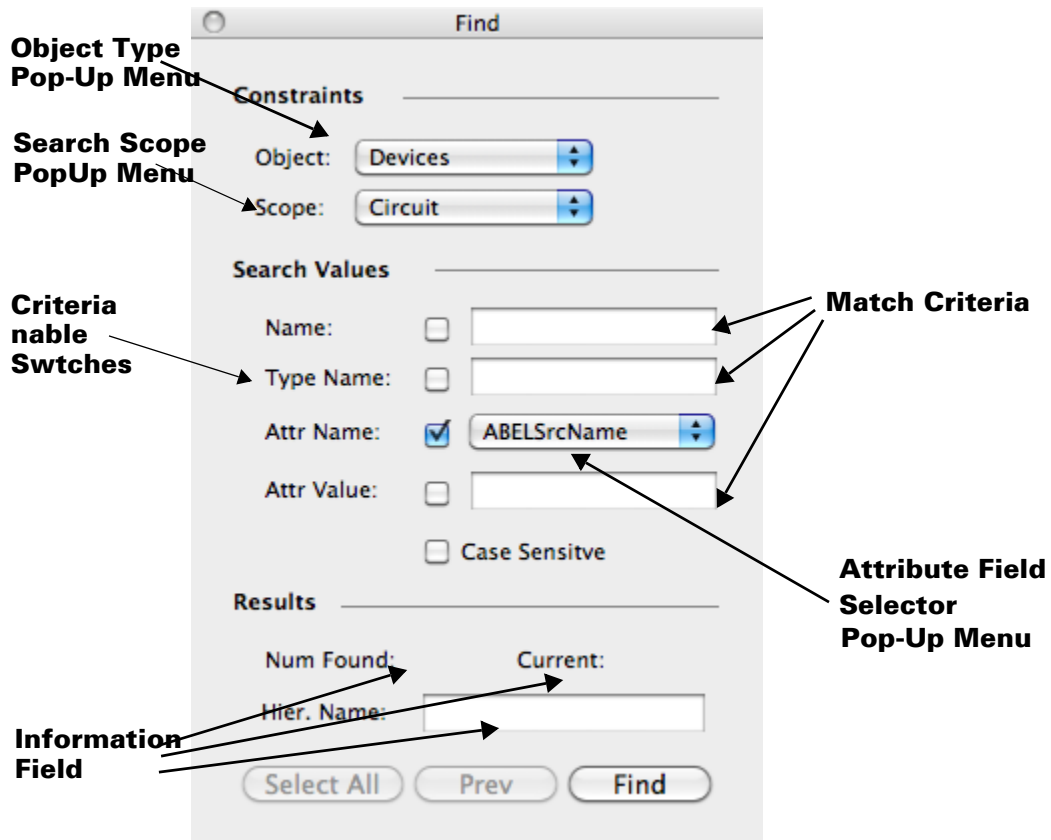 Find
Object Type
Pop-Up Menu
Constraints
Search Scope
PopUp Menu
Object: Devices
Scope: Circuit
Search Values
Criteria
nable
Swtches
Match Criteria
Name:
Type Name:
Attr Name: ABELSrcName
Attr Value:
Case Sensitve
Attribute Field
Selector
Pop-Up Menu
Results
Num Found: Current:
Hier. Name:
Information
Field
Select All Prev Find